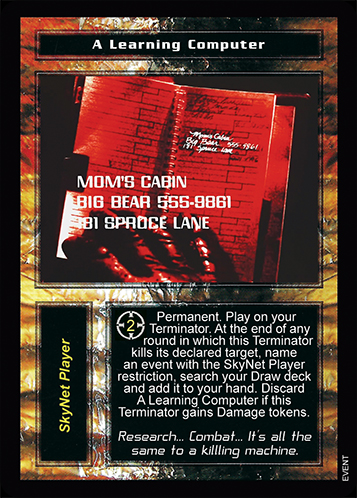 A Learning Computer
Mom's Cabin
Big Bear 555-9861
181 Spruce Lane
MOM'S CABIN
BIG BEAR 555-9861
181 SPRUCE LANE
SkyNet Player
2
Permanent. Play on your
Terminator. At the end of any
round in which this Terminator
kills its declared target, name
an event with the SkyNet Player
restriction, search your Draw deck
and add it to your hand. Discard
A Learning Computer if this
Terminator gains Damage tokens.
Research... Combat... It's all the
same to a killling machine.
EVENT